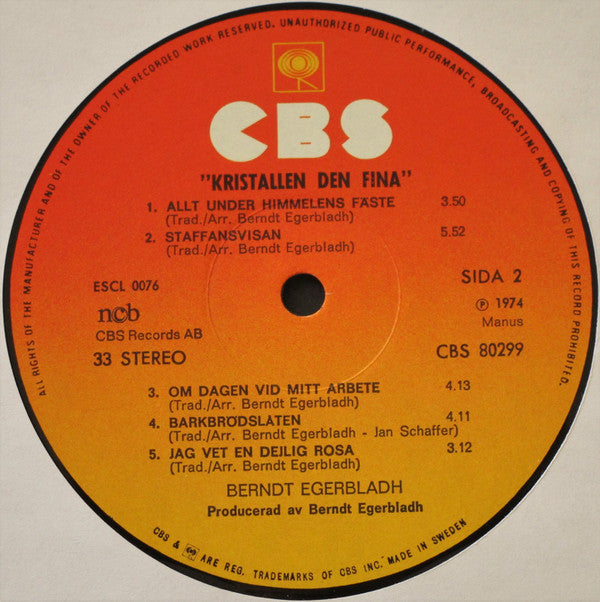 ALL RIGHTS OF THE MANUFACTURER AND OF THE OWNER OF THE RECORDED WORK RESERVED. UNAUTHORIZED PUBLIC PERFORMANCE, BROADCASTING AND COPYING OF THIS RECORD PROHIBITED.
CBS
"KRISTALLEN DEN FINA"
1. ALLT UNDER HIMMELENS FÄSTE 3.50
(Trad./Arr. Berndt Egerbladh)
2. STAFFANSVISAN 5.52
(Trad./Arr. Berndt Egerbladh)
ESCL 0076
SIDA 2
ncb
℗ 1974
CBS Records AB
Manus
33 STEREO
CBS 80299
3. OM DAGEN VID MITT ARBETE 4.13
(Trad./Arr. Berndt Egerbladh)
4. BARKBRÖDSLÅTEN 4.11
(Trad./Arr. Berndt Egerbladh - Jan Schaffer)
5. JAG VET EN DEJLIG ROSA 3.12
(Trad./Arr. Berndt Egerbladh)
BERNDT EGERBLADH
Producerad av Berndt Egerbladh
CBS & ARE REG. TRADEMARKS OF CBS INC. MADE IN SWEDEN